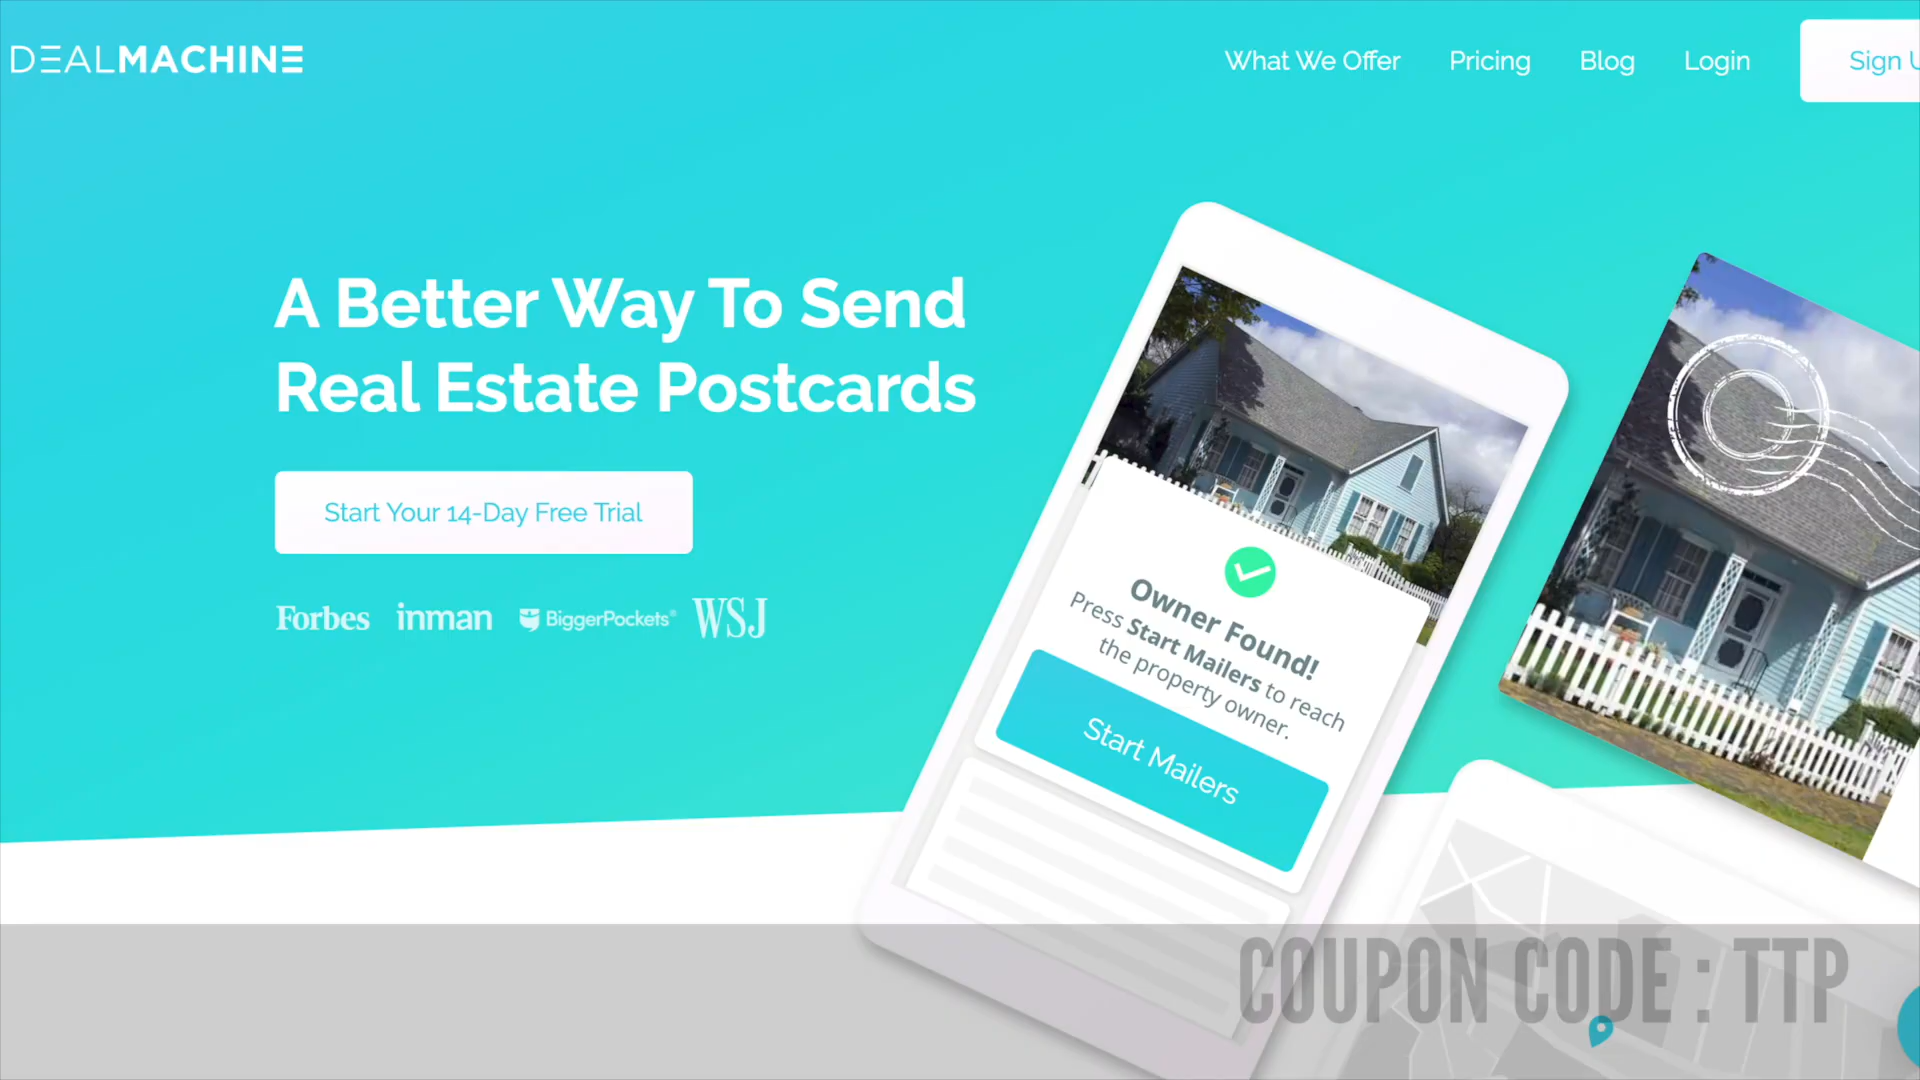 DEALMACHINE
What We Offer
Pricing
Blog
Login
Sign
A Better Way To Send
Real Estate Postcards
Start Your 14-Day Free Trial
Forbes
inman
BiggerPockets®
WSJ
Owner Found!
Press Start Mailers to reach
the property owner.
Start Mailers
COUPON CODE : TTP